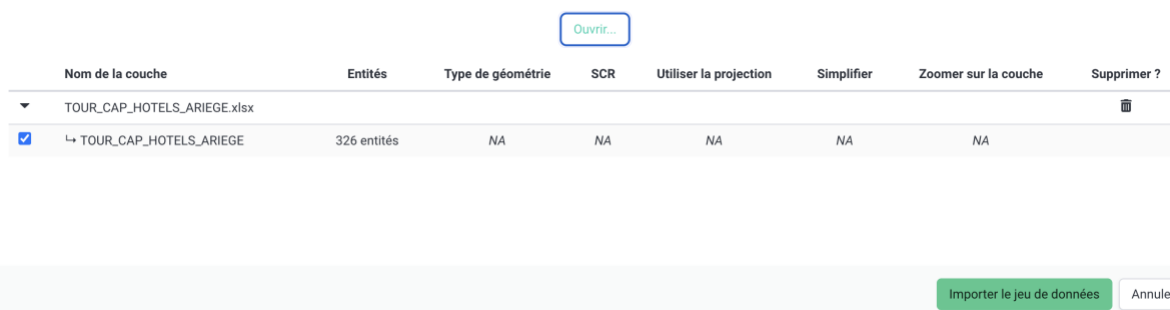 Ouvrir...
Nom de la couche Entités Type de géométrie SCR Utiliser la projection Simplifier Zoomer sur la couche Supprimer ?
TOUR_CAP_HOTELS_ARIEGE.xlsx
↳ TOUR_CAP_HOTELS_ARIEGE 326 entités NA NA NA NA NA
Importer le jeu de données Annule